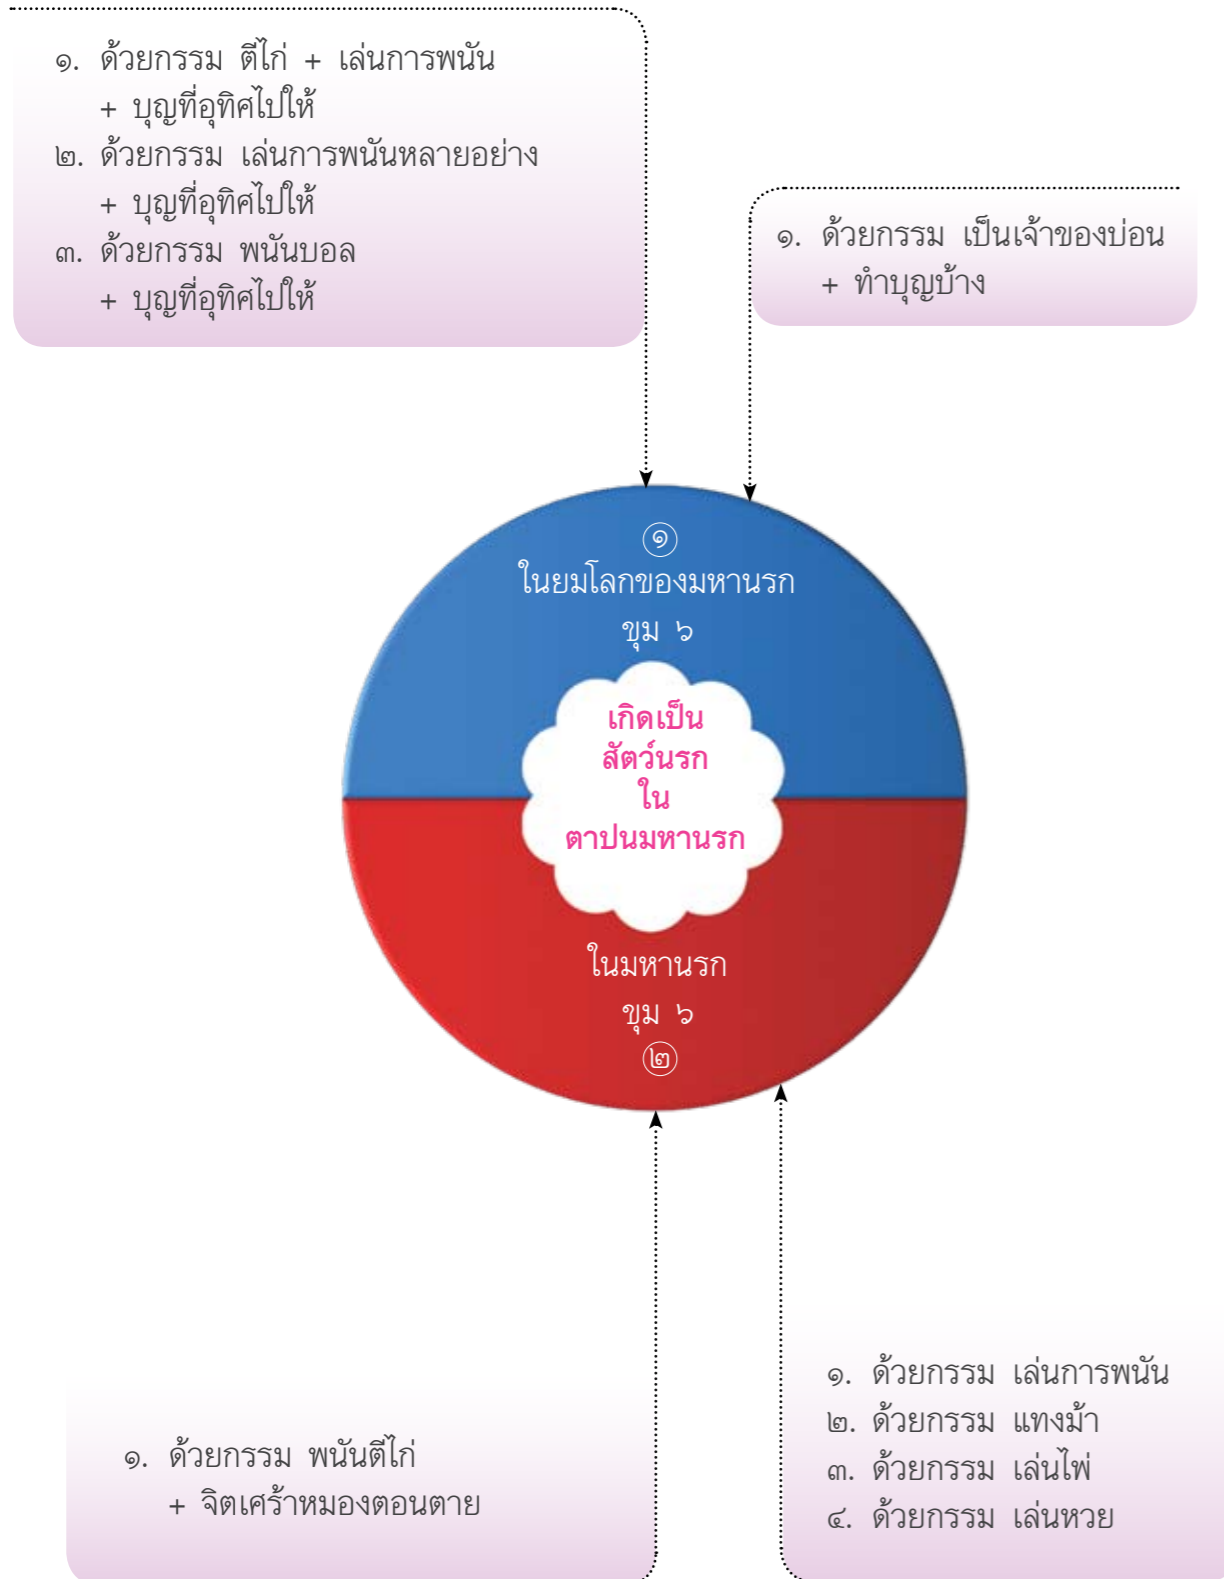 ๑. ด้วยกรรม ตีไก่ + เล่นการพนัน
+ บุญที่อุทิศไปให้
๒. ด้วยกรรม เล่นการพนันหลายอย่าง
+ บุญที่อุทิศไปให้
๓. ด้วยกรรม พนันบอล
+ บุญที่อุทิศไปให้
๑. ด้วยกรรม เป็นเจ้าของบ่อน
+ ทำบุญบ้าง
๑
ในยมโลกของมหานรก
ขุม ๖
เกิดเป็น
สัตว์นรก
ใน
ตาปนมหานรก
ในมหานรก
ขุม ๖
๒
๑. ด้วยกรรม พนันตีไก่
+ จิตเศร้าหมองตอนตาย
๑. ด้วยกรรม เล่นการพนัน
๒. ด้วยกรรม แทงม้า
๓. ด้วยกรรม เล่นไพ่
๔. ด้วยกรรม เล่นหวย